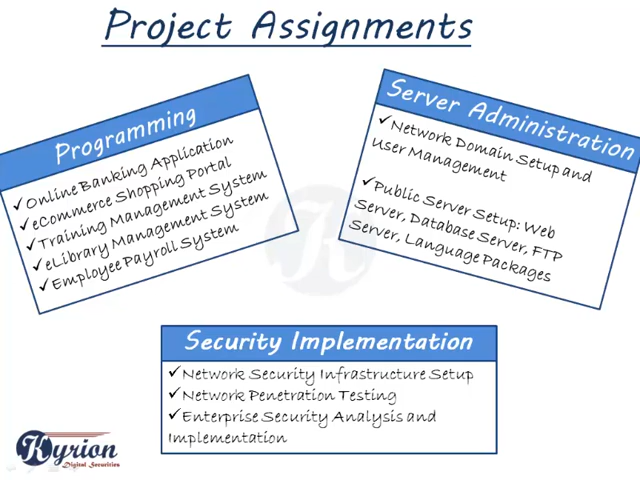 Project Assignments
Programming
✓Online Banking Application
✓eCommerce Shopping Portal
✓Training Management System
✓eLibrary Management System
✓Employee Payroll System
Server Administration
✓Network Domain Setup and
User Management
✓Public Server Setup: Web
Server, Database Server, FTP
Server, Language Packages
Security Implementation
✓Network Security Infrastructure Setup
✓Network Penetration Testing
✓Enterprise Security Analysis and
Implementation
Kyrion
Digital Securities